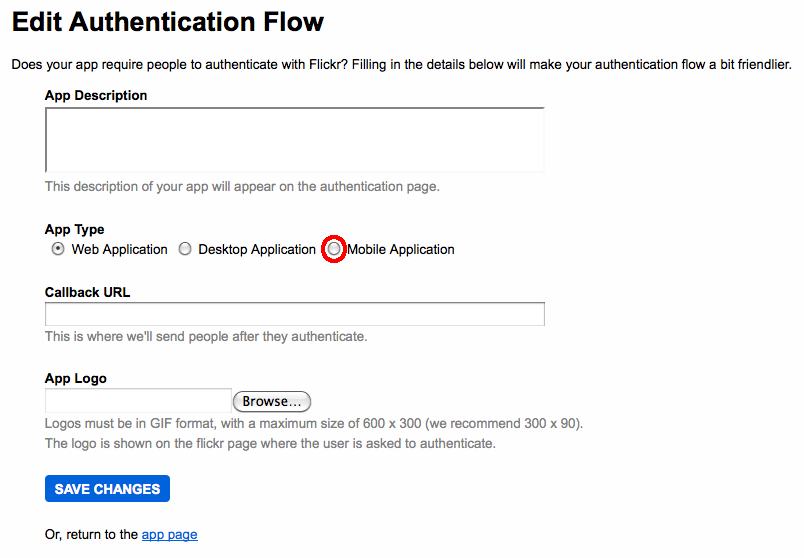 Edit Authentication Flow
Does your app require people to authenticate with Flickr? Filling in the details below will make your authentication flow a bit friendlier.
App Description
This description of your app will appear on the authentication page.
App Type
Web Application Desktop Application Mobile Application
Callback URL
This is where we'll send people after they authenticate.
App Logo
Browse...
Logos must be in GIF format, with a maximum size of 600 x 300 (we recommend 300 x 90).
The logo is shown on the flickr page where the user is asked to authenticate.
SAVE CHANGES
Or, return to the app page